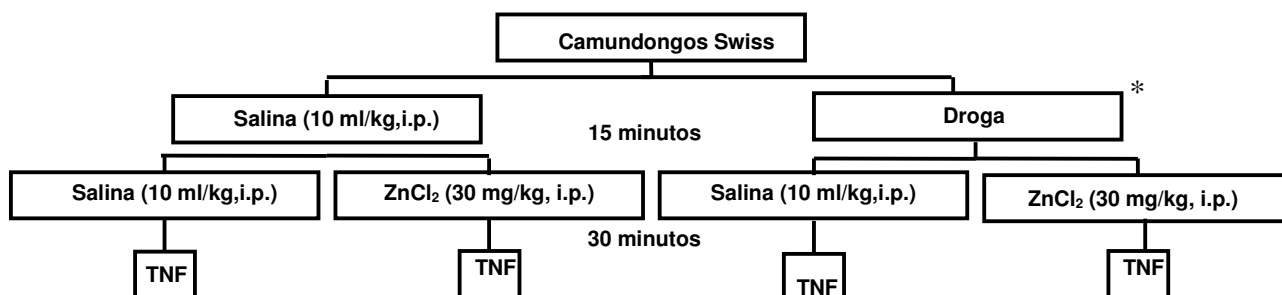 Camundongos Swiss
Salina (10 ml/kg,i.p.)
15 minutos
Droga
*
Salina (10 ml/kg,i.p.)
ZnCl₂ (30 mg/kg, i.p.)
Salina (10 ml/kg,i.p.)
ZnCl₂ (30 mg/kg, i.p.)
30 minutos
TNF
TNF
TNF
TNF